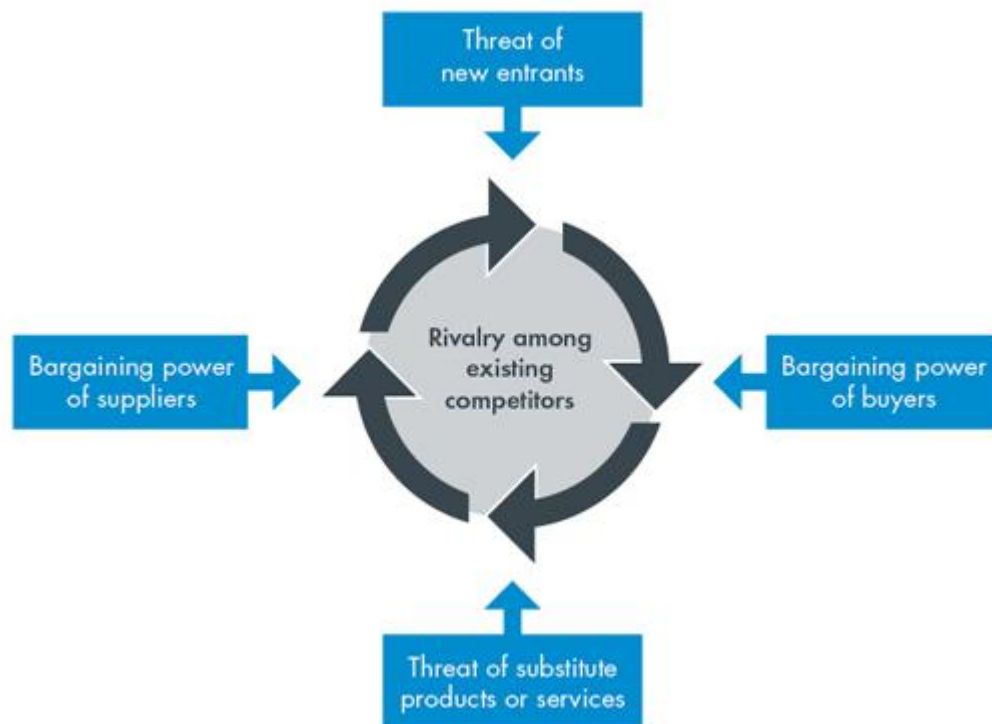 Threat of
new entrants
Bargaining power
of suppliers
Rivalry among
existing
competitors
Bargaining power
of buyers
Threat of substitute
products or services